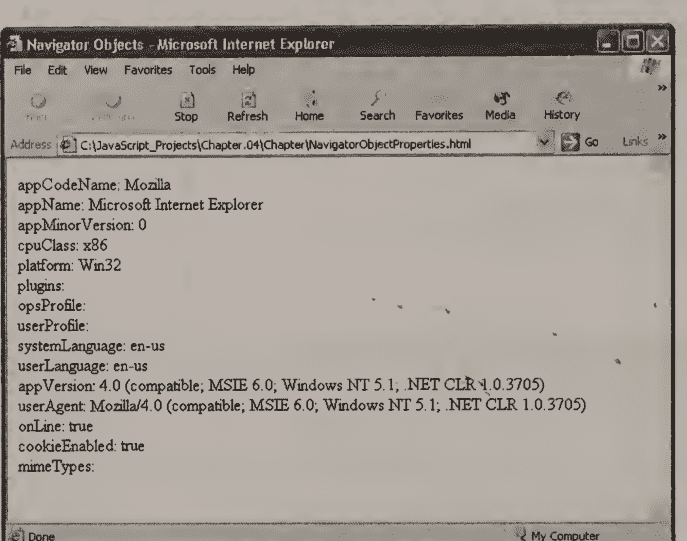 Navigator Objects - Microsoft Internet Explorer
File Edit View Favorites Tools Help
Stop Refresh Home Search Favorites Media History »
Address C:\JavaScript_Projects\Chapter.04\Chapter\NavigatorObjectProperties.html Go Links »
appCodeName: Mozilla
appName: Microsoft Internet Explorer
appMinorVersion: 0
cpuClass: x86
platform: Win32
plugins:
opsProfile:
userProfile:
systemLanguage: en-us
userLanguage: en-us
appVersion: 4.0 (compatible; MSIE 6.0; Windows NT 5.1; .NET CLR 1.0.3705)
userAgent: Mozilla/4.0 (compatible; MSIE 6.0; Windows NT 5.1; .NET CLR 1.0.3705)
onLine: true
cookieEnabled: true
mimeTypes:
Done My Computer